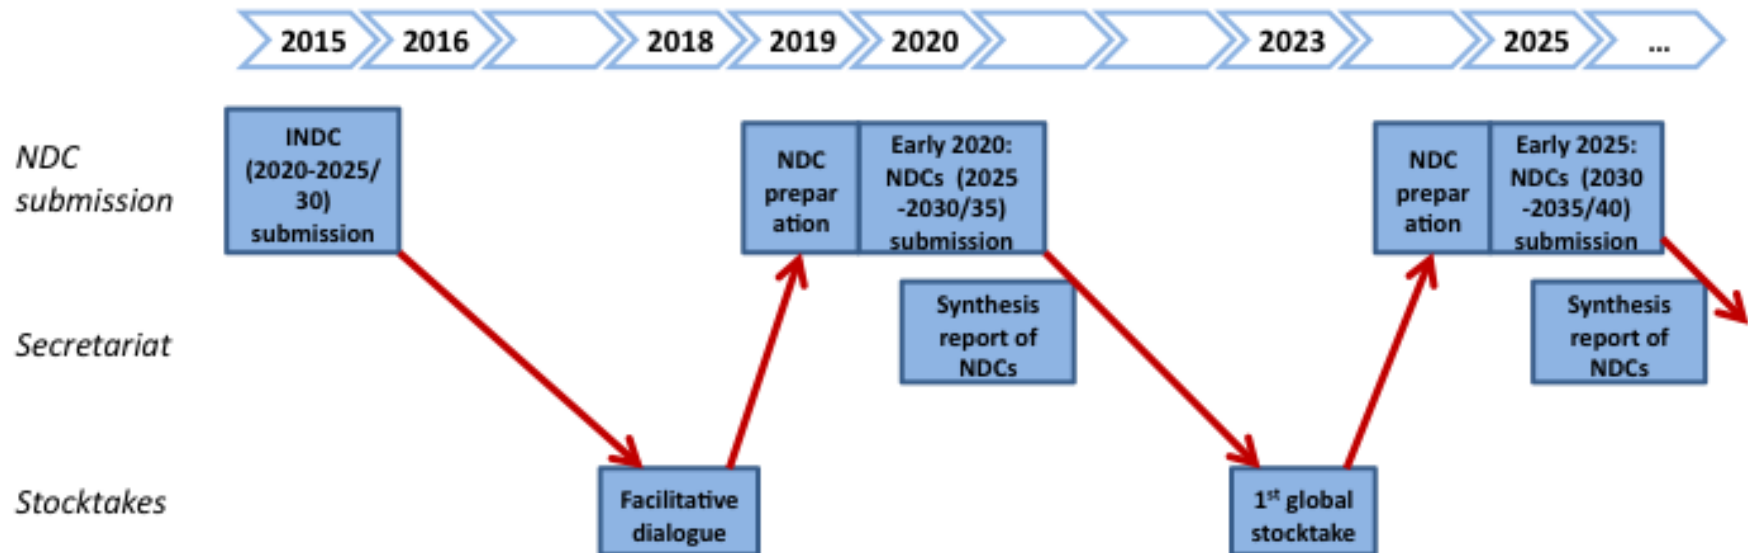 2015 2016 2018 2019 2020 2023 2025 ...
NDC
submission
INDC
(2020-2025/
30)
submission
NDC
prepar
ation
Early 2020:
NDCs (2025
-2030/35)
submission
NDC
prepar
ation
Early 2025:
NDCs (2030
-2035/40)
submission
Secretariat
Synthesis
report of
NDCs
Synthesis
report of
NDCs
Stocktakes
Facilitative
dialogue
1st global
stocktake